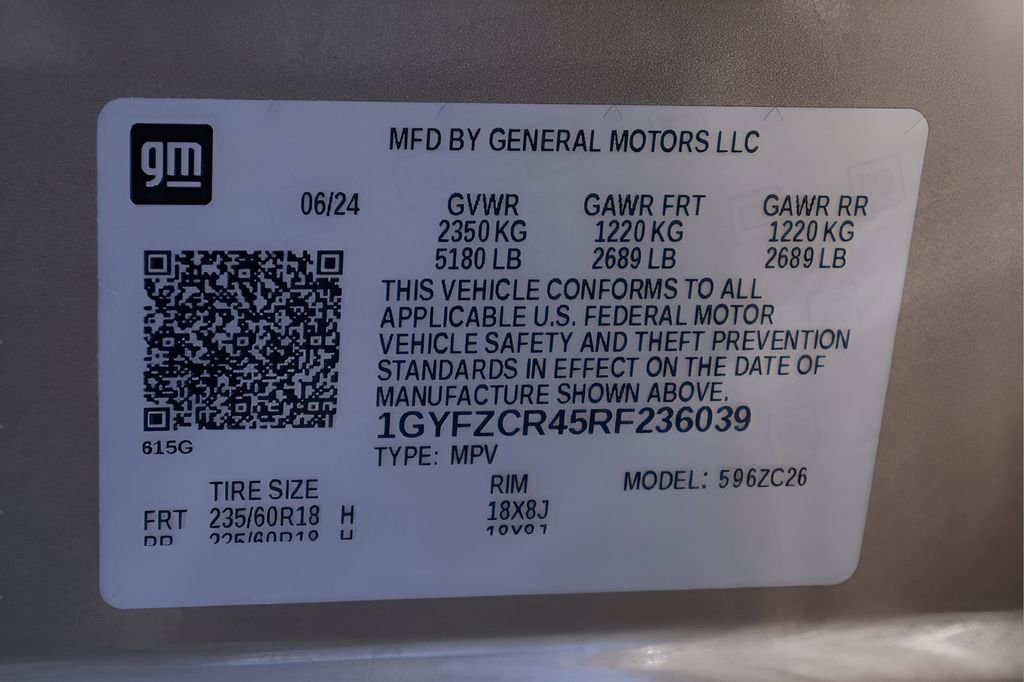 gm
MFD BY GENERAL MOTORS LLC
06/24 GVWR GAWR FRT GAWR RR
2350 KG 1220 KG 1220 KG
5180 LB 2689 LB 2689 LB
THIS VEHICLE CONFORMS TO ALL
APPLICABLE U.S. FEDERAL MOTOR
VEHICLE SAFETY AND THEFT PREVENTION
STANDARDS IN EFFECT ON THE DATE OF
MANUFACTURE SHOWN ABOVE.
1GYFZCR45RF236039
615G
TYPE: MPV
TIRE SIZE RIM MODEL: 596ZC26
FRT 235/60R18 H 18X8J